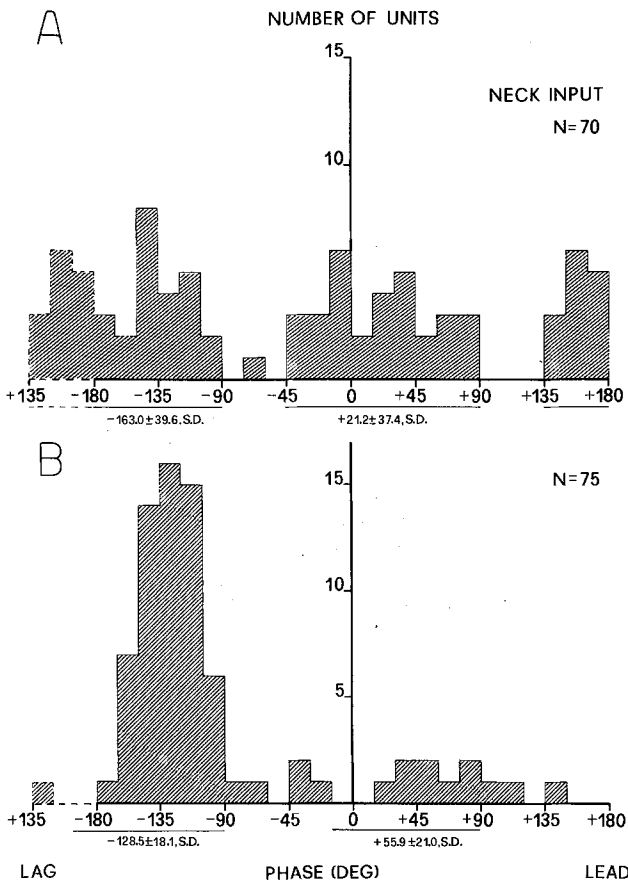 A
NUMBER OF UNITS
15
NECK INPUT
N=70
10
+135 -180 -135 -90 -45 0 +45 +90 +135 +180
-163.0±39.6, S.D. +21.2±37.4, S.D.
B
15
N=75
10
5
+135 -180 -135 -90 -45 0 +45 +90 +135 +180
-128.5±18.1, S.D. +55.9±21.0, S.D.
LAG PHASE (DEG) LEAD